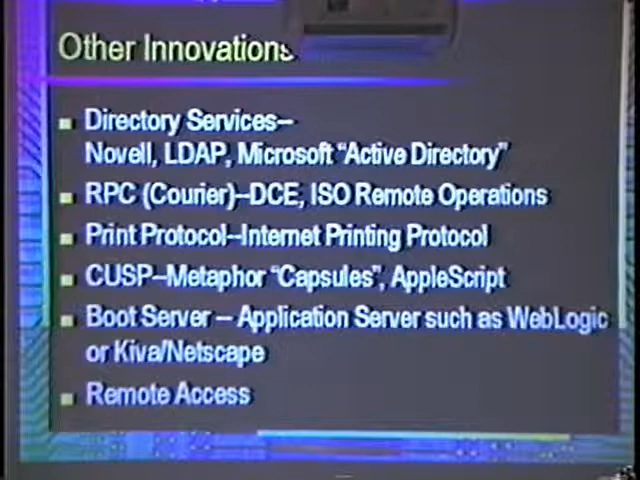 Other Innovations
Directory Services--
Novell, LDAP, Microsoft “Active Directory”
RPC (Courier)--DCE, ISO Remote Operations
Print Protocol--Internet Printing Protocol
CUSP--Metaphor “Capsules”, AppleScript
Boot Server -- Application Server such as WebLogic
or Kiva/Netscape
Remote Access